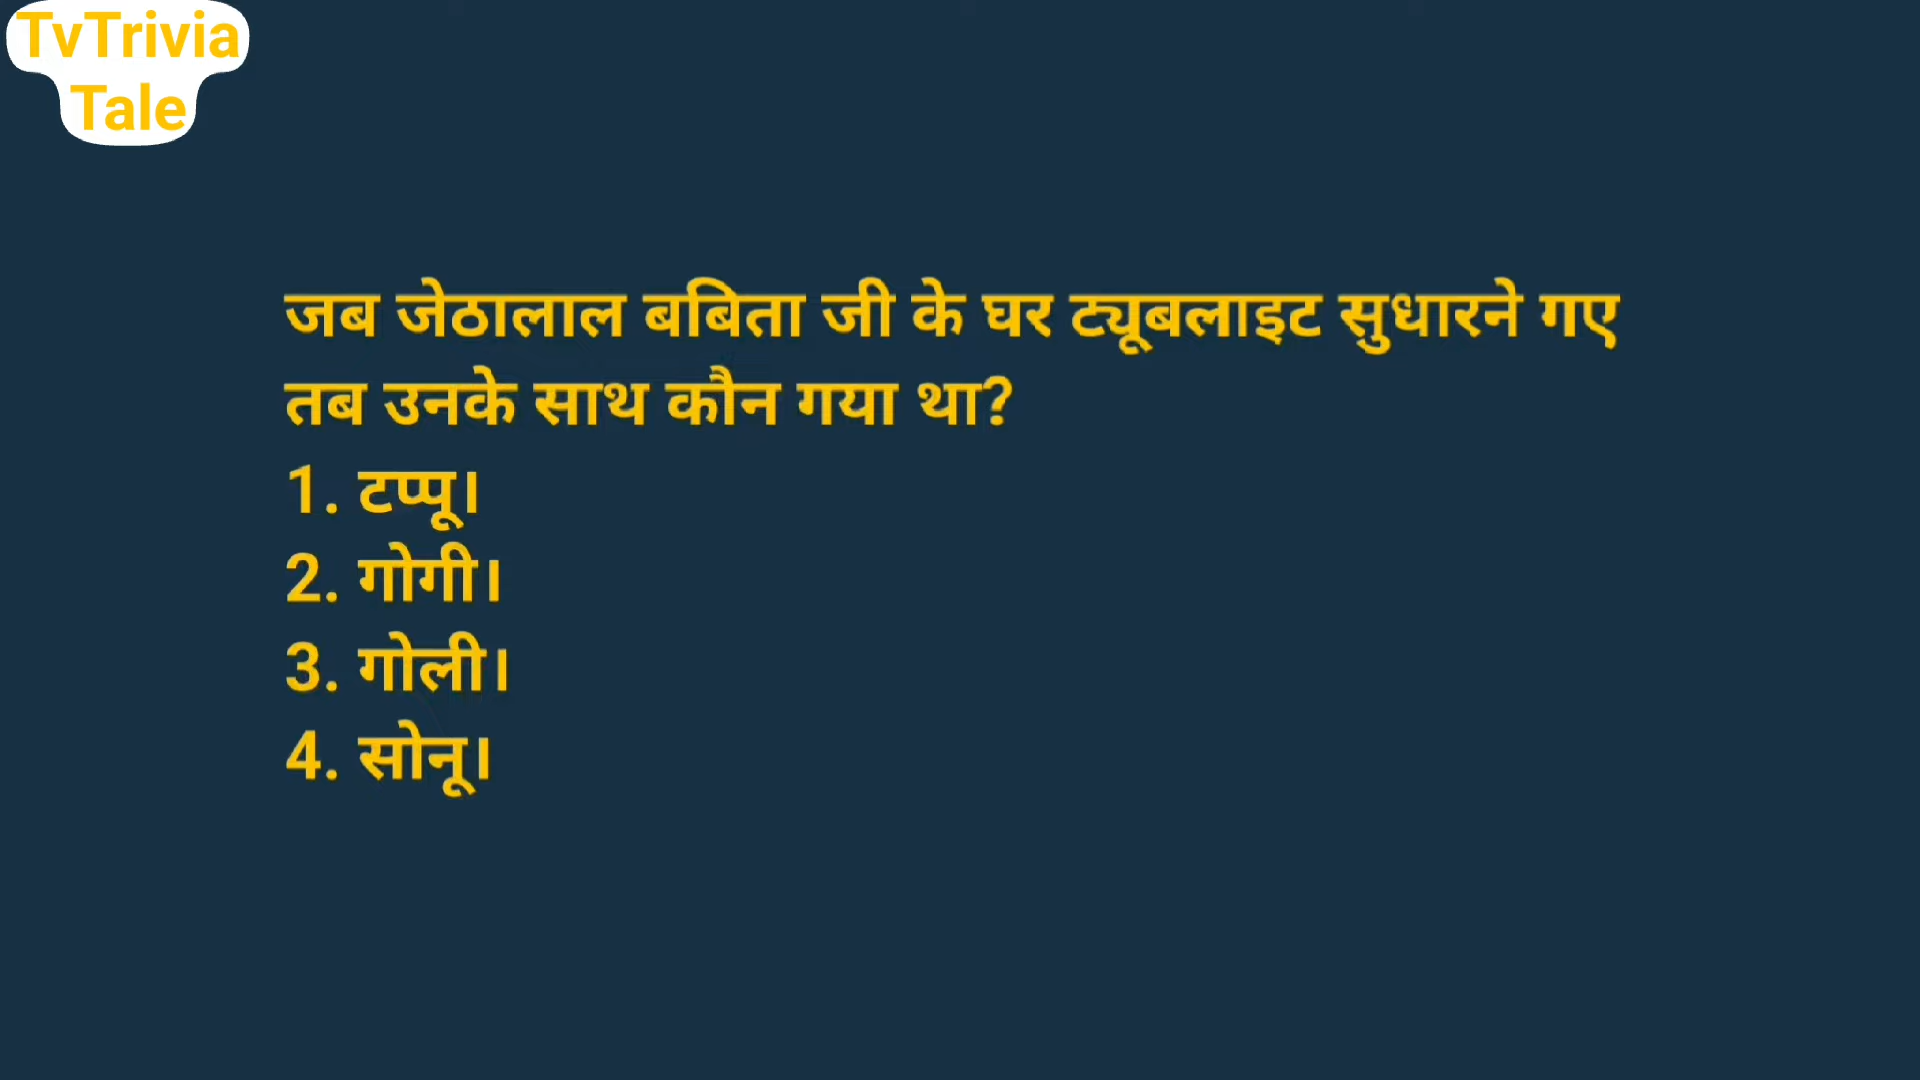 TvTrivia
Tale
जब जेठालाल बबिता जी के घर ट्यूबलाइट सुधारने गए
तब उनके साथ कौन गया था?
1. टप्पू।
2. गोगी।
3. गोली।
4. सोनू।